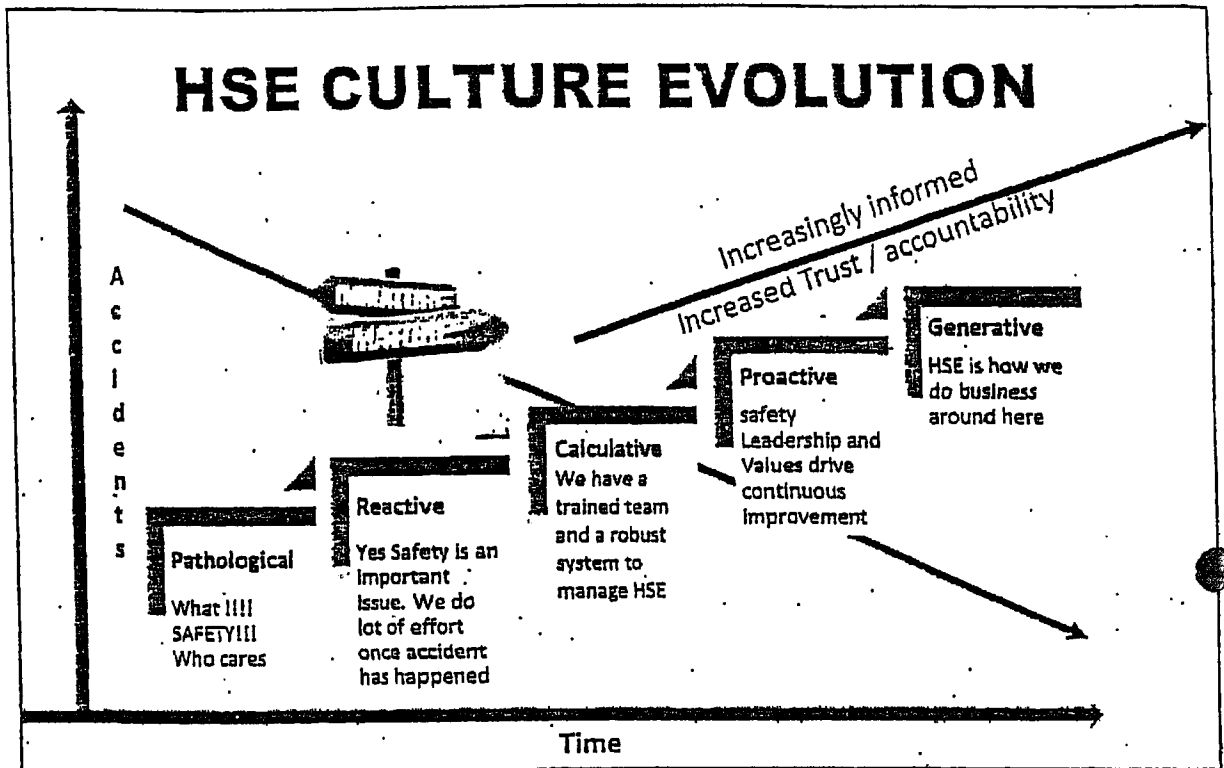 HSE CULTURE EVOLUTION
Accidents
Increasingly informed
Increased Trust / accountability
Generative
HSE is how we
do business
around here
Proactive
safety
Leadership and
Values drive
continuous
improvement
Calculative
We have a
trained team
and a robust
system to
manage HSE
Reactive
Yes Safety is an
important
issue. We do
lot of effort
once accident
has happened
Pathological
What !!!!
SAFETY!!!
Who cares
Time